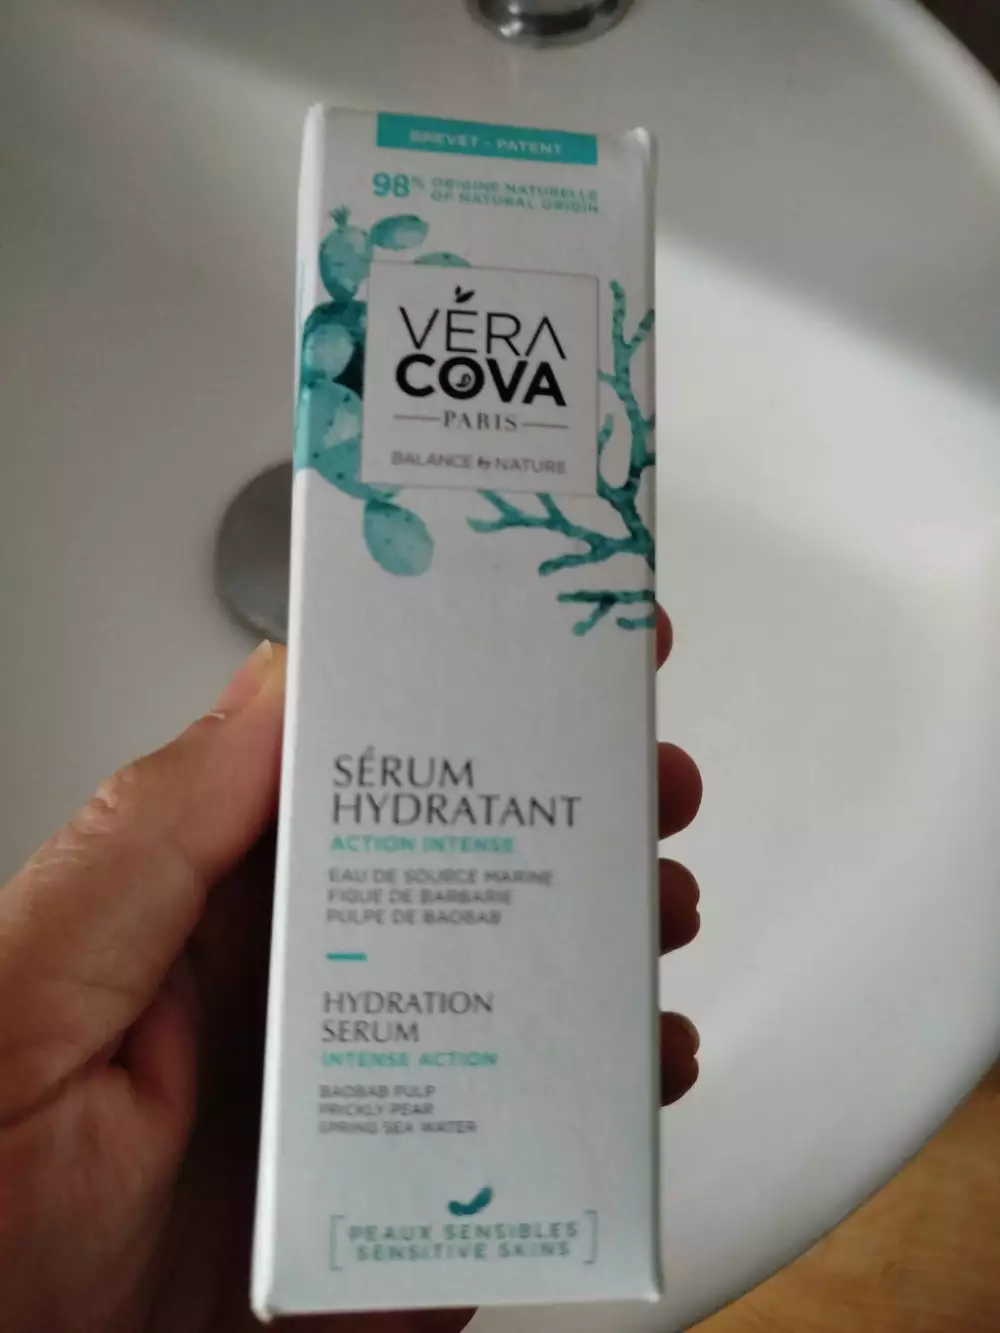 BREVET - PATENT
98% ORIGINE NATURELLE
OF NATURAL ORIGIN
VÉRA
COVA
PARIS
BALANCE by NATURE
SÉRUM
HYDRATANT
ACTION INTENSE
EAU DE SOURCE MARINE
FIGUE DE BARBARIE
PULPE DE BAOBAB
HYDRATION
SERUM
INTENSE ACTION
BAOBAB PULP
PRICKLY PEAR
SPRING SEA WATER
PEAUX SENSIBLES
SENSITIVE SKINS